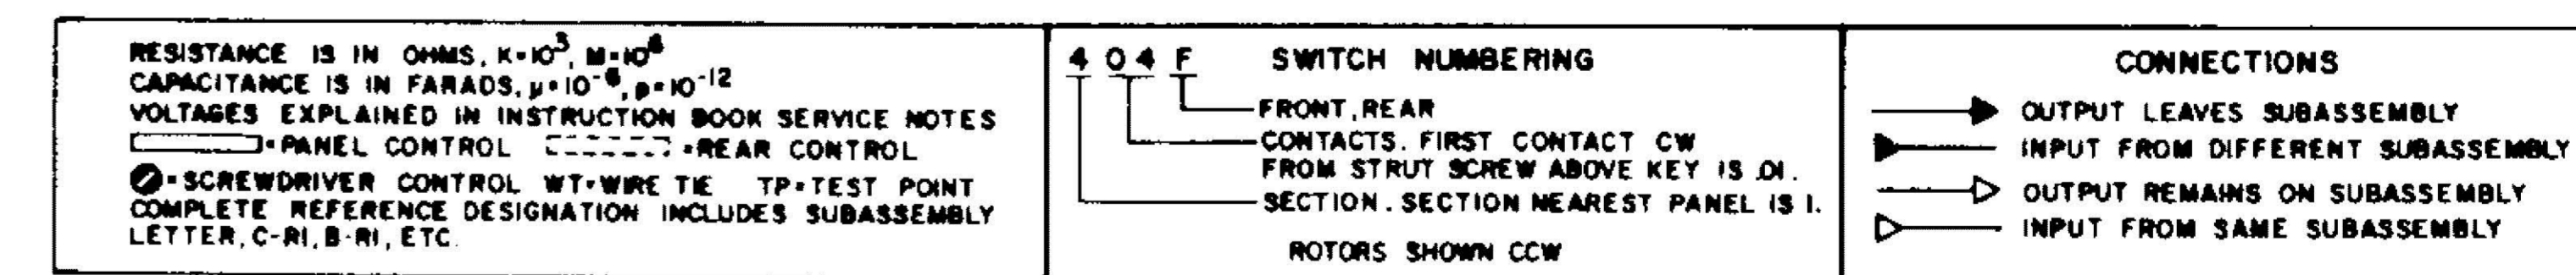 RESISTANCE IS IN OHMS, K=10³, M=10⁶
CAPACITANCE IS IN FARADS, µ=10⁻⁶, p=10⁻¹²
VOLTAGES EXPLAINED IN INSTRUCTION BOOK SERVICE NOTES
=PANEL CONTROL =REAR CONTROL
=SCREWDRIVER CONTROL WT=WIRE TIE TP=TEST POINT
COMPLETE REFERENCE DESIGNATION INCLUDES SUBASSEMBLY
LETTER, C-R1, B-R1, ETC.
4 04 F SWITCH NUMBERING
FRONT, REAR
CONTACTS. FIRST CONTACT CW
FROM STRUT SCREW ABOVE KEY IS .01.
SECTION. SECTION NEAREST PANEL IS 1.
ROTORS SHOWN CCW
CONNECTIONS
OUTPUT LEAVES SUBASSEMBLY
INPUT FROM DIFFERENT SUBASSEMBLY
OUTPUT REMAINS ON SUBASSEMBLY
INPUT FROM SAME SUBASSEMBLY